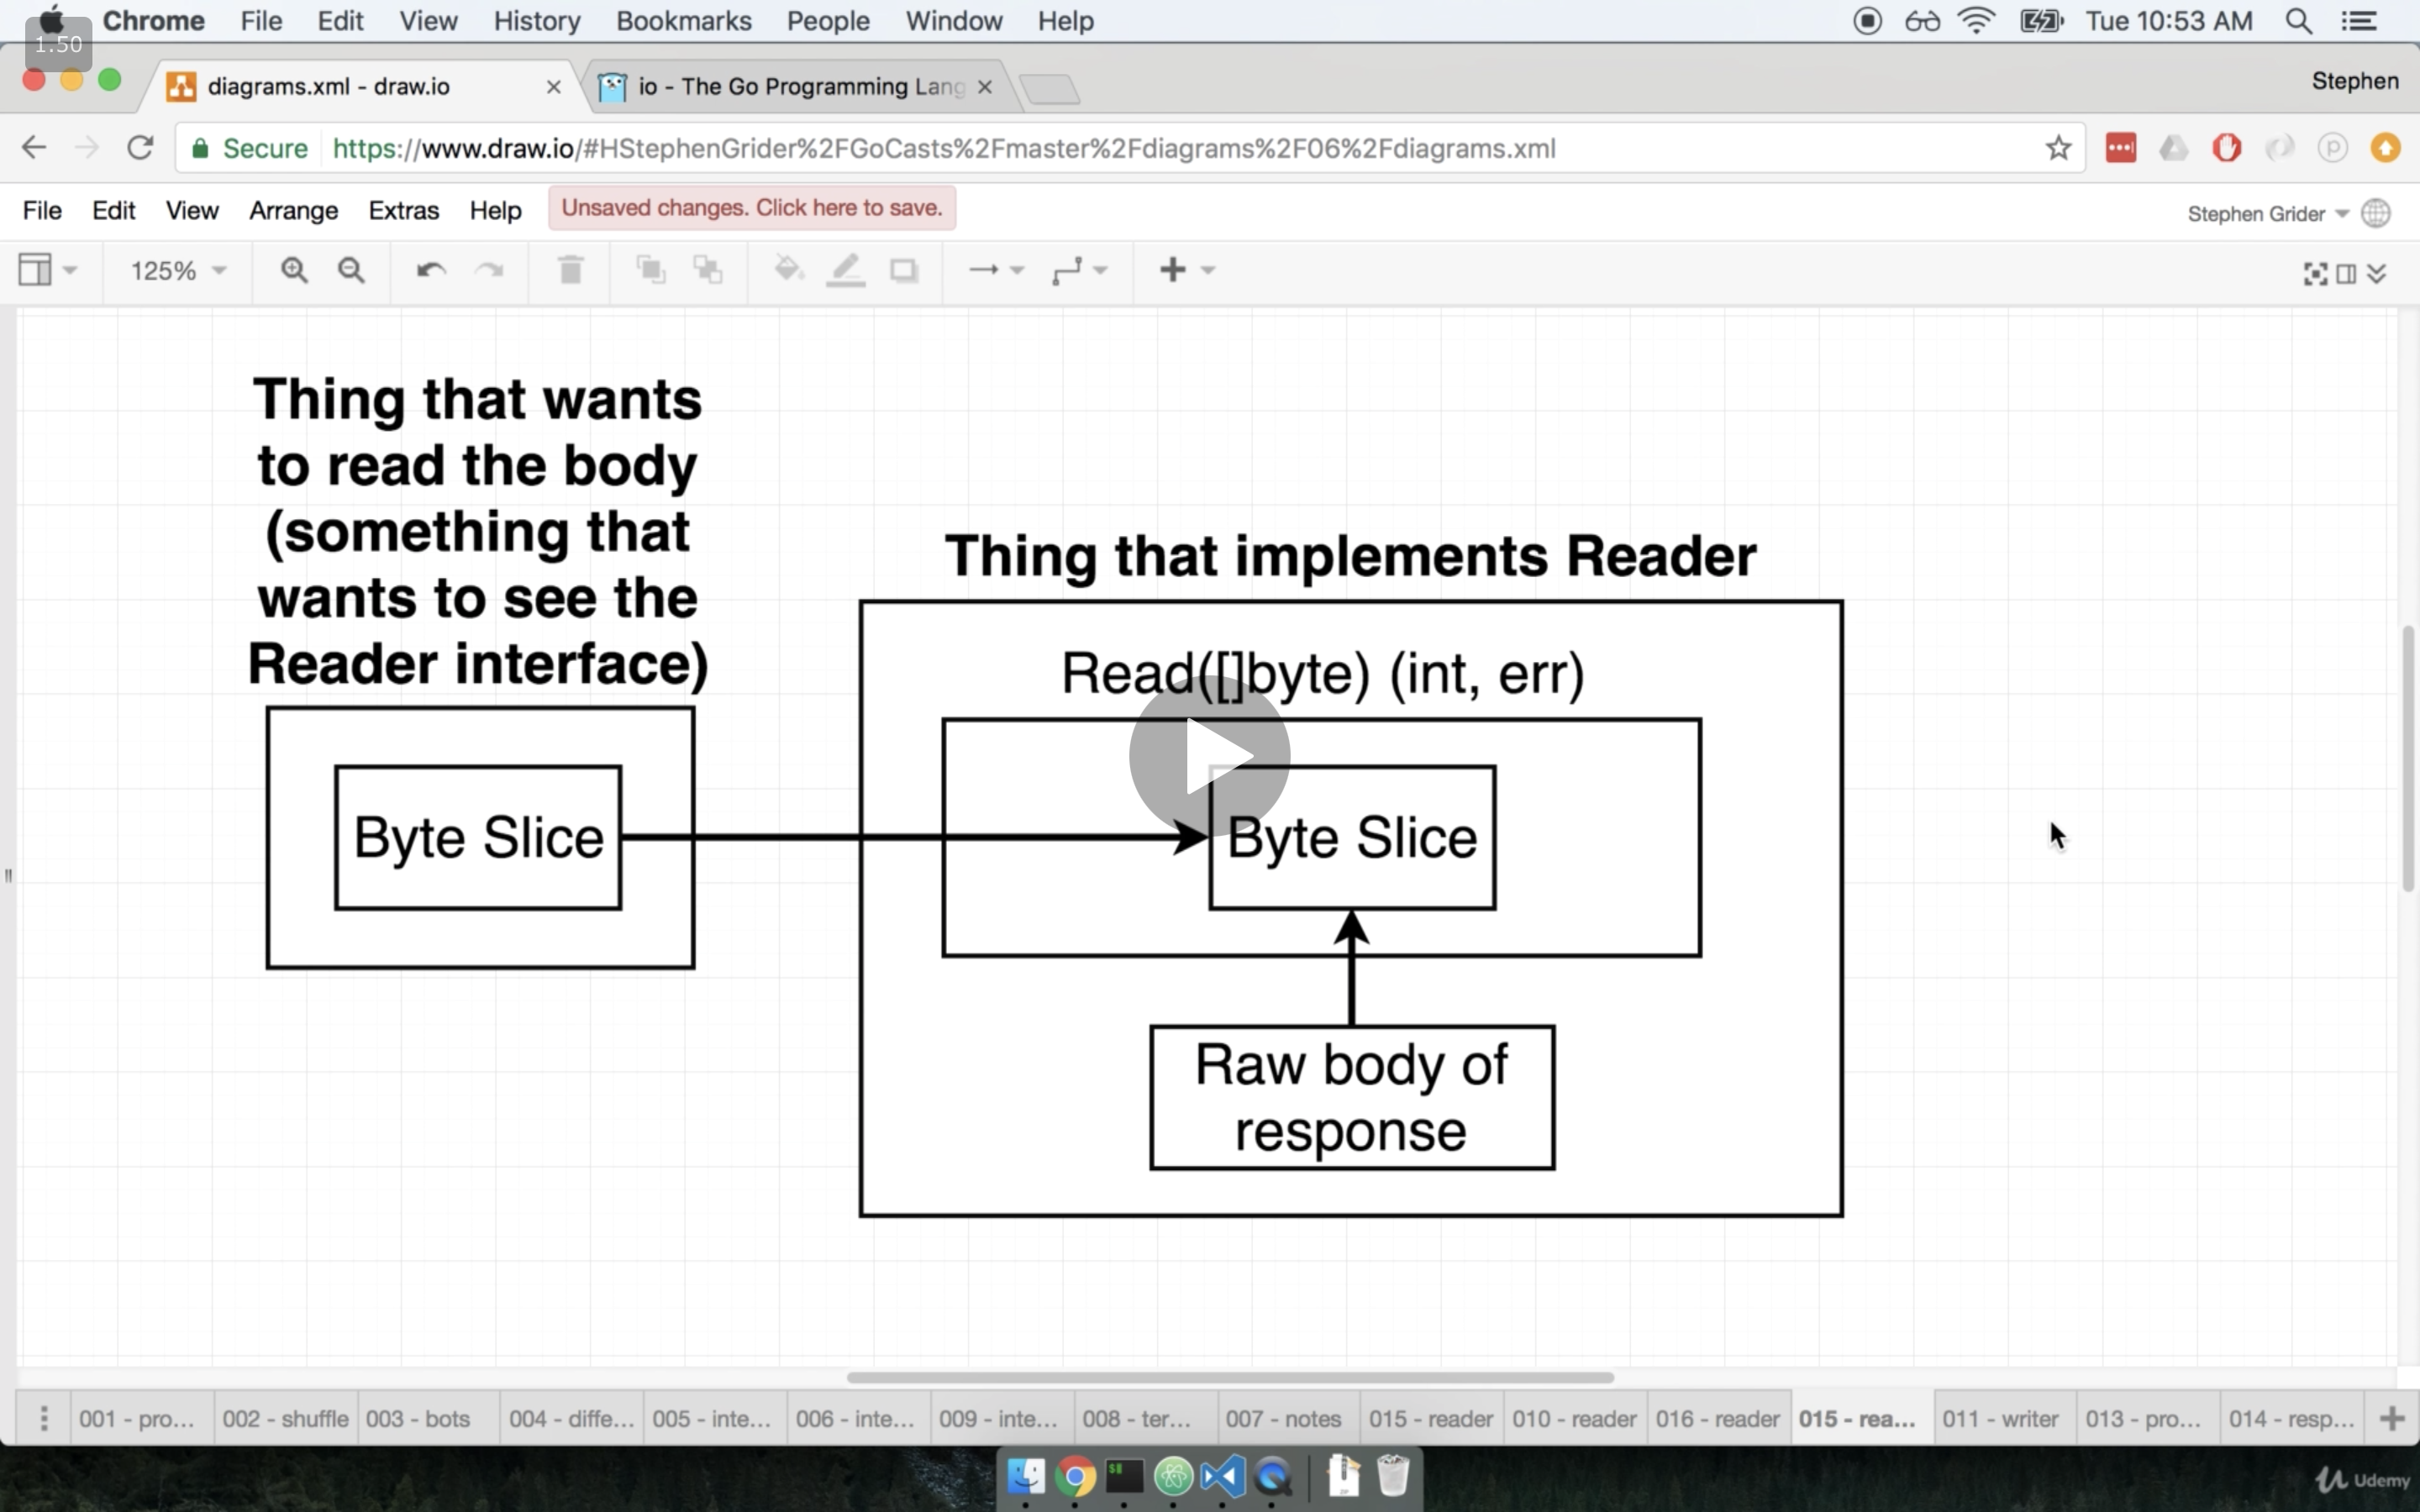 Chrome File Edit View History Bookmarks People Window Help Tue 10:53 AM
1.50
diagrams.xml - draw.io io - The Go Programming Lang Stephen
Secure https://www.draw.io/#HStephenGrider%2FGoCasts%2Fmaster%2Fdiagrams%2F06%2Fdiagrams.xml
File Edit View Arrange Extras Help Unsaved changes. Click here to save. Stephen Grider
125%
Thing that wants
to read the body
(something that
wants to see the
Reader interface)
Thing that implements Reader
Read([]byte) (int, err)
Byte Slice
Byte Slice
Raw body of
response
001 - pro... 002 - shuffle 003 - bots 004 - diffe... 005 - inte... 006 - inte... 009 - inte... 008 - ter... 007 - notes 015 - reader 010 - reader 016 - reader 015 - rea... 011 - writer 013 - pro... 014 - resp...
Udemy